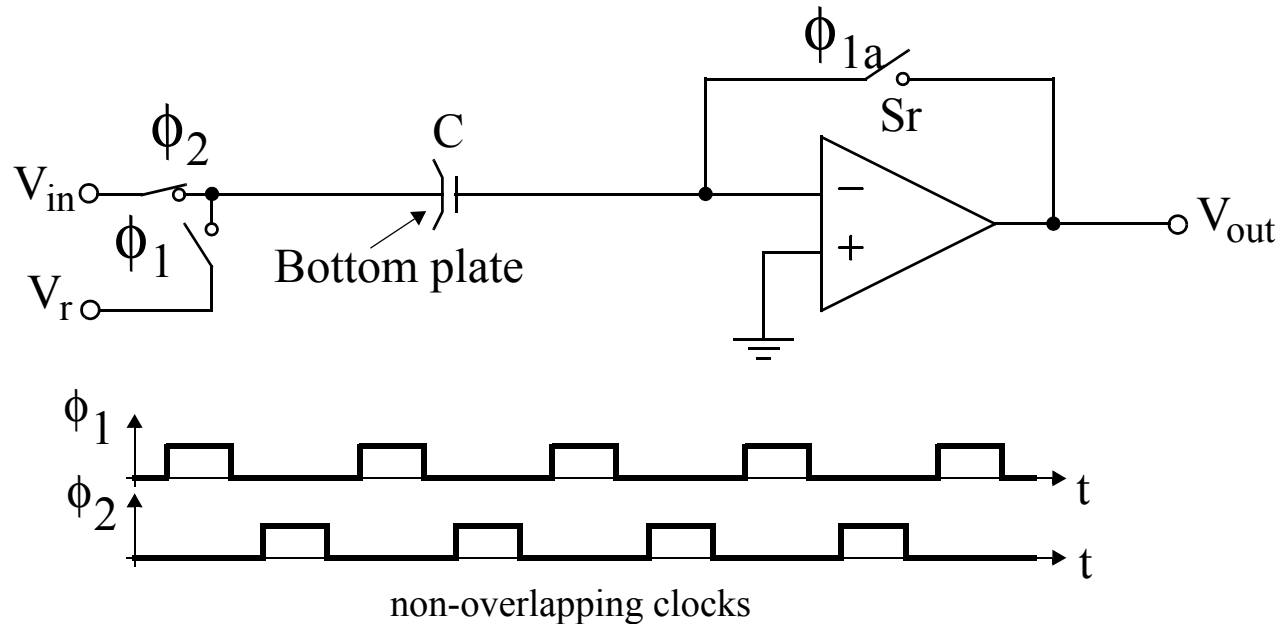 ϕ1a
Sr
ϕ2
C
Vin
ϕ1
Bottom plate
Vr
−
+
Vout
ϕ1
t
ϕ2
t
non-overlapping clocks